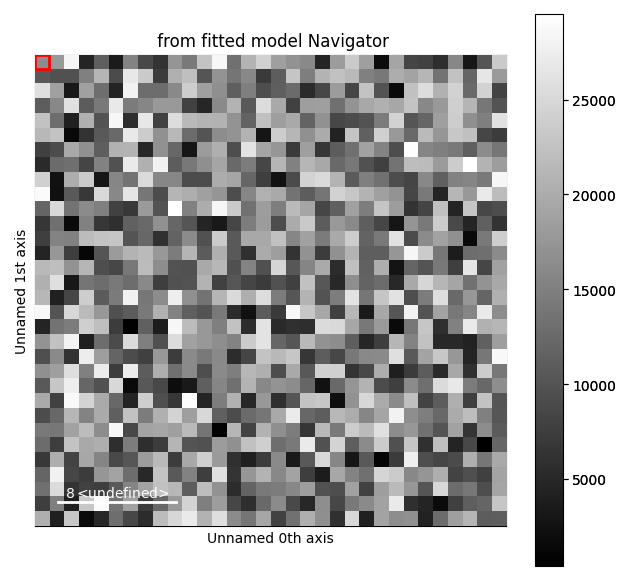 from fitted model Navigator
25000
20000
15000
10000
5000
Unnamed 1st axis
8 <undefined>
Unnamed 0th axis